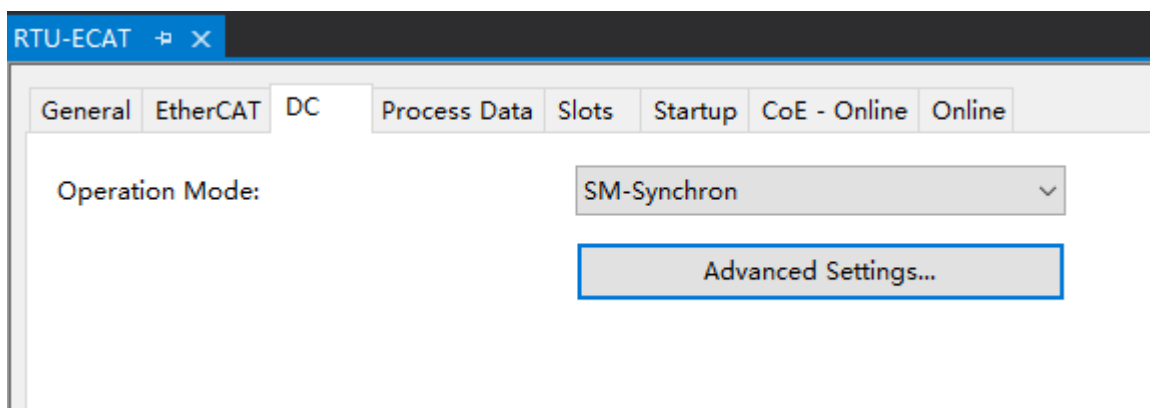 RTU-ECAT
General EtherCAT DC Process Data Slots Startup CoE - Online Online
Operation Mode: SM-Synchron
Advanced Settings...